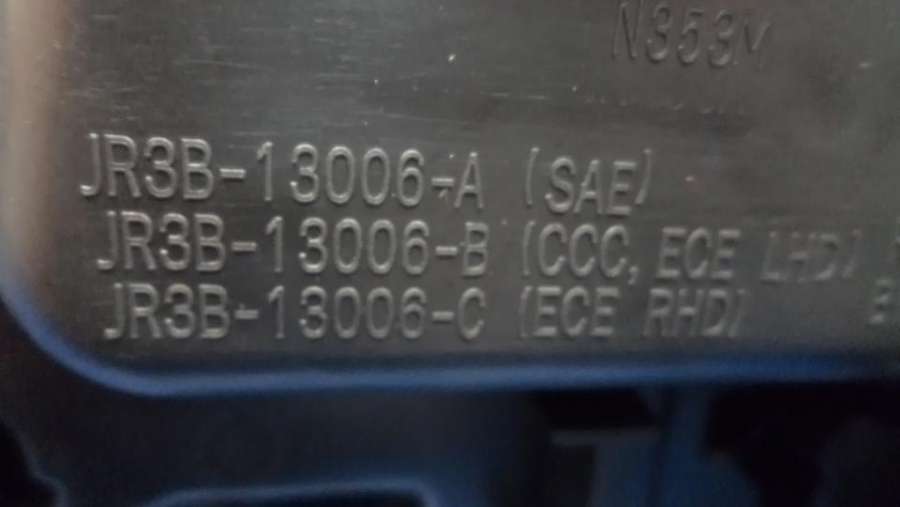 N353M
JR3B-13006-A (SAE)
JR3B-13006-B (CCC, ECE LHD)
JR3B-13006-C (ECE RHD)